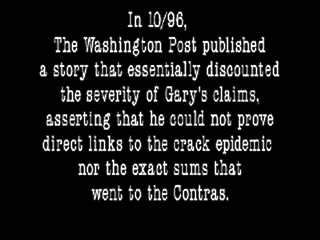 In 10/96,
The Washington Post published
a story that essentially discounted
the severity of Gary's claims,
asserting that he could not prove
direct links to the crack epidemic
nor the exact sums that
went to the Contras.